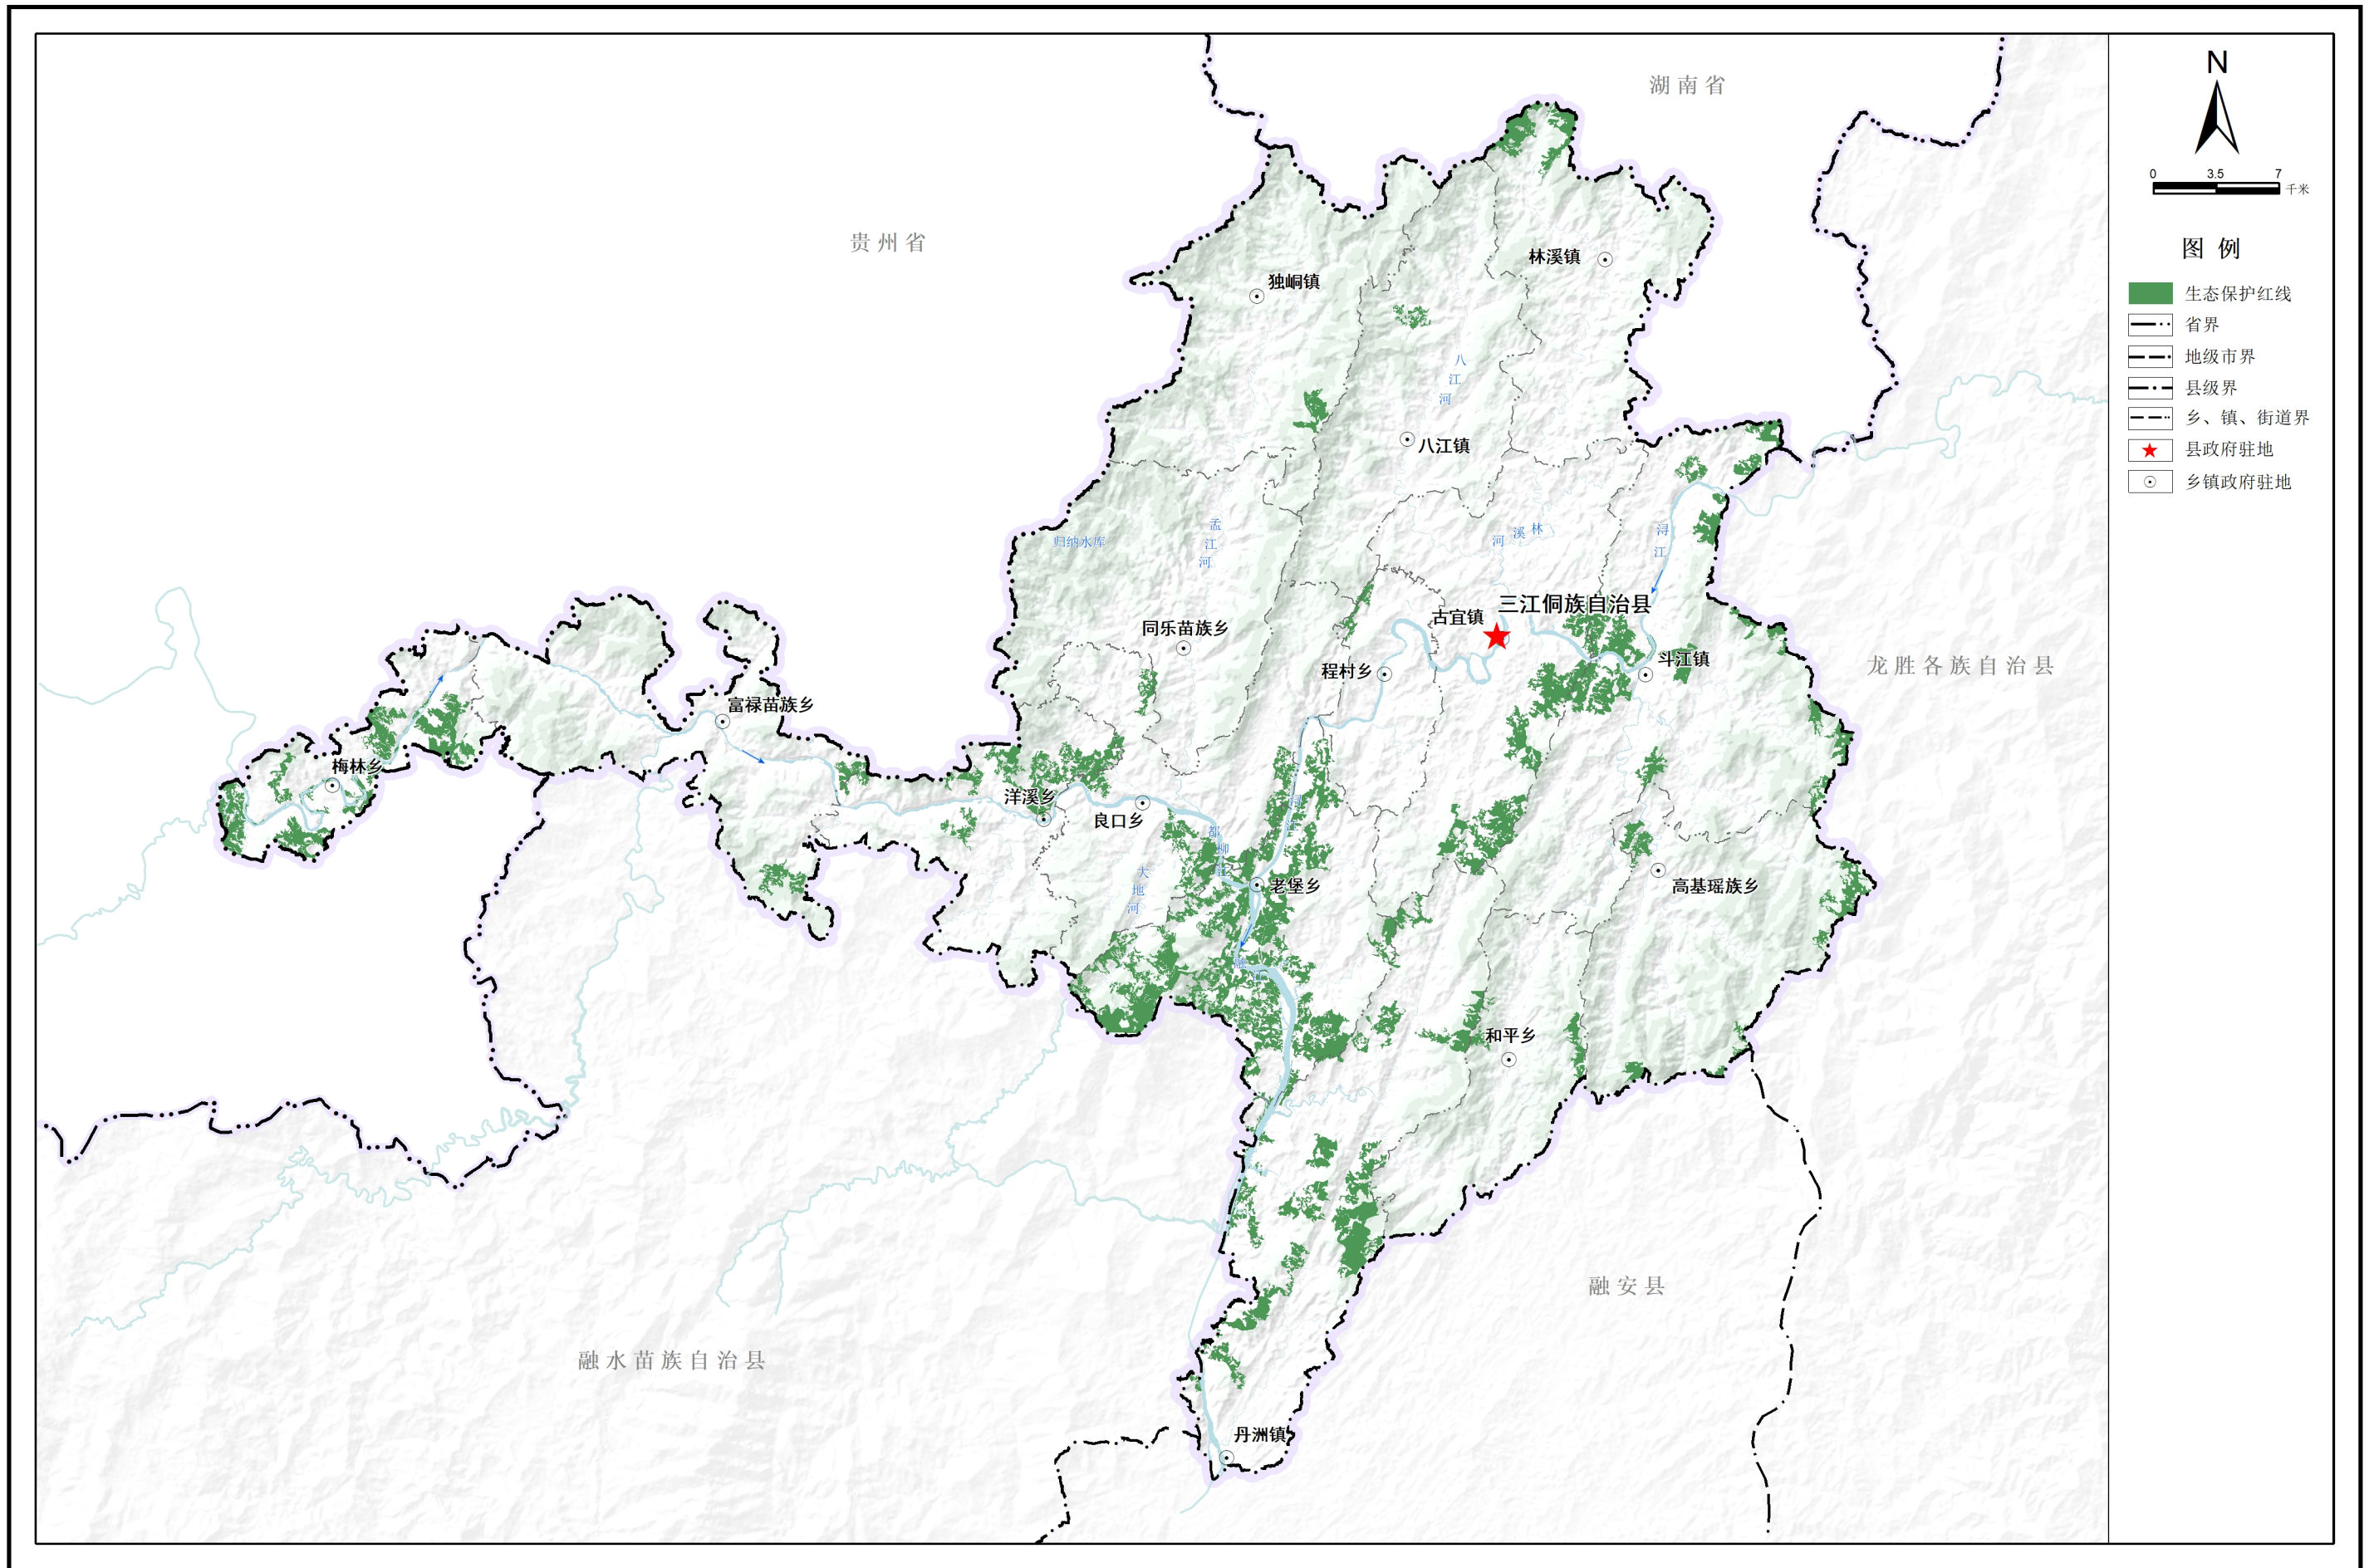 湖南省
贵州省
林溪镇
独峒镇
八江河
八江镇
孟江河
归纳水库
林溪河
浔江
三江侗族自治县
古宜镇
同乐苗族乡
斗江镇
程村乡
龙胜各族自治县
富禄苗族乡
梅林乡
洋溪乡
良口乡
都柳江
大地河
老堡乡
高基瑶族乡
融
和平乡
融安县
融水苗族自治县
丹洲镇
N
0 3.5 7
千米
图例
生态保护红线
省界
地级市界
县级界
乡、镇、街道界
县政府驻地
乡镇政府驻地